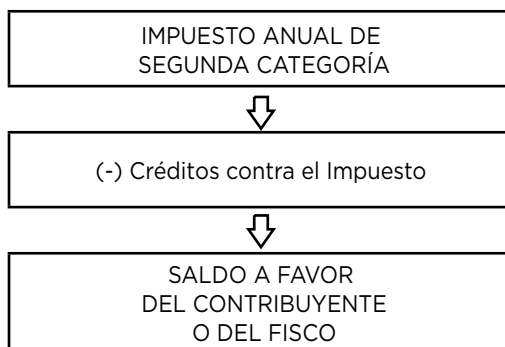 IMPUESTO ANUAL DE
SEGUNDA CATEGORÍA
(-) Créditos contra el Impuesto
SALDO A FAVOR
DEL CONTRIBUYENTE
O DEL FISCO